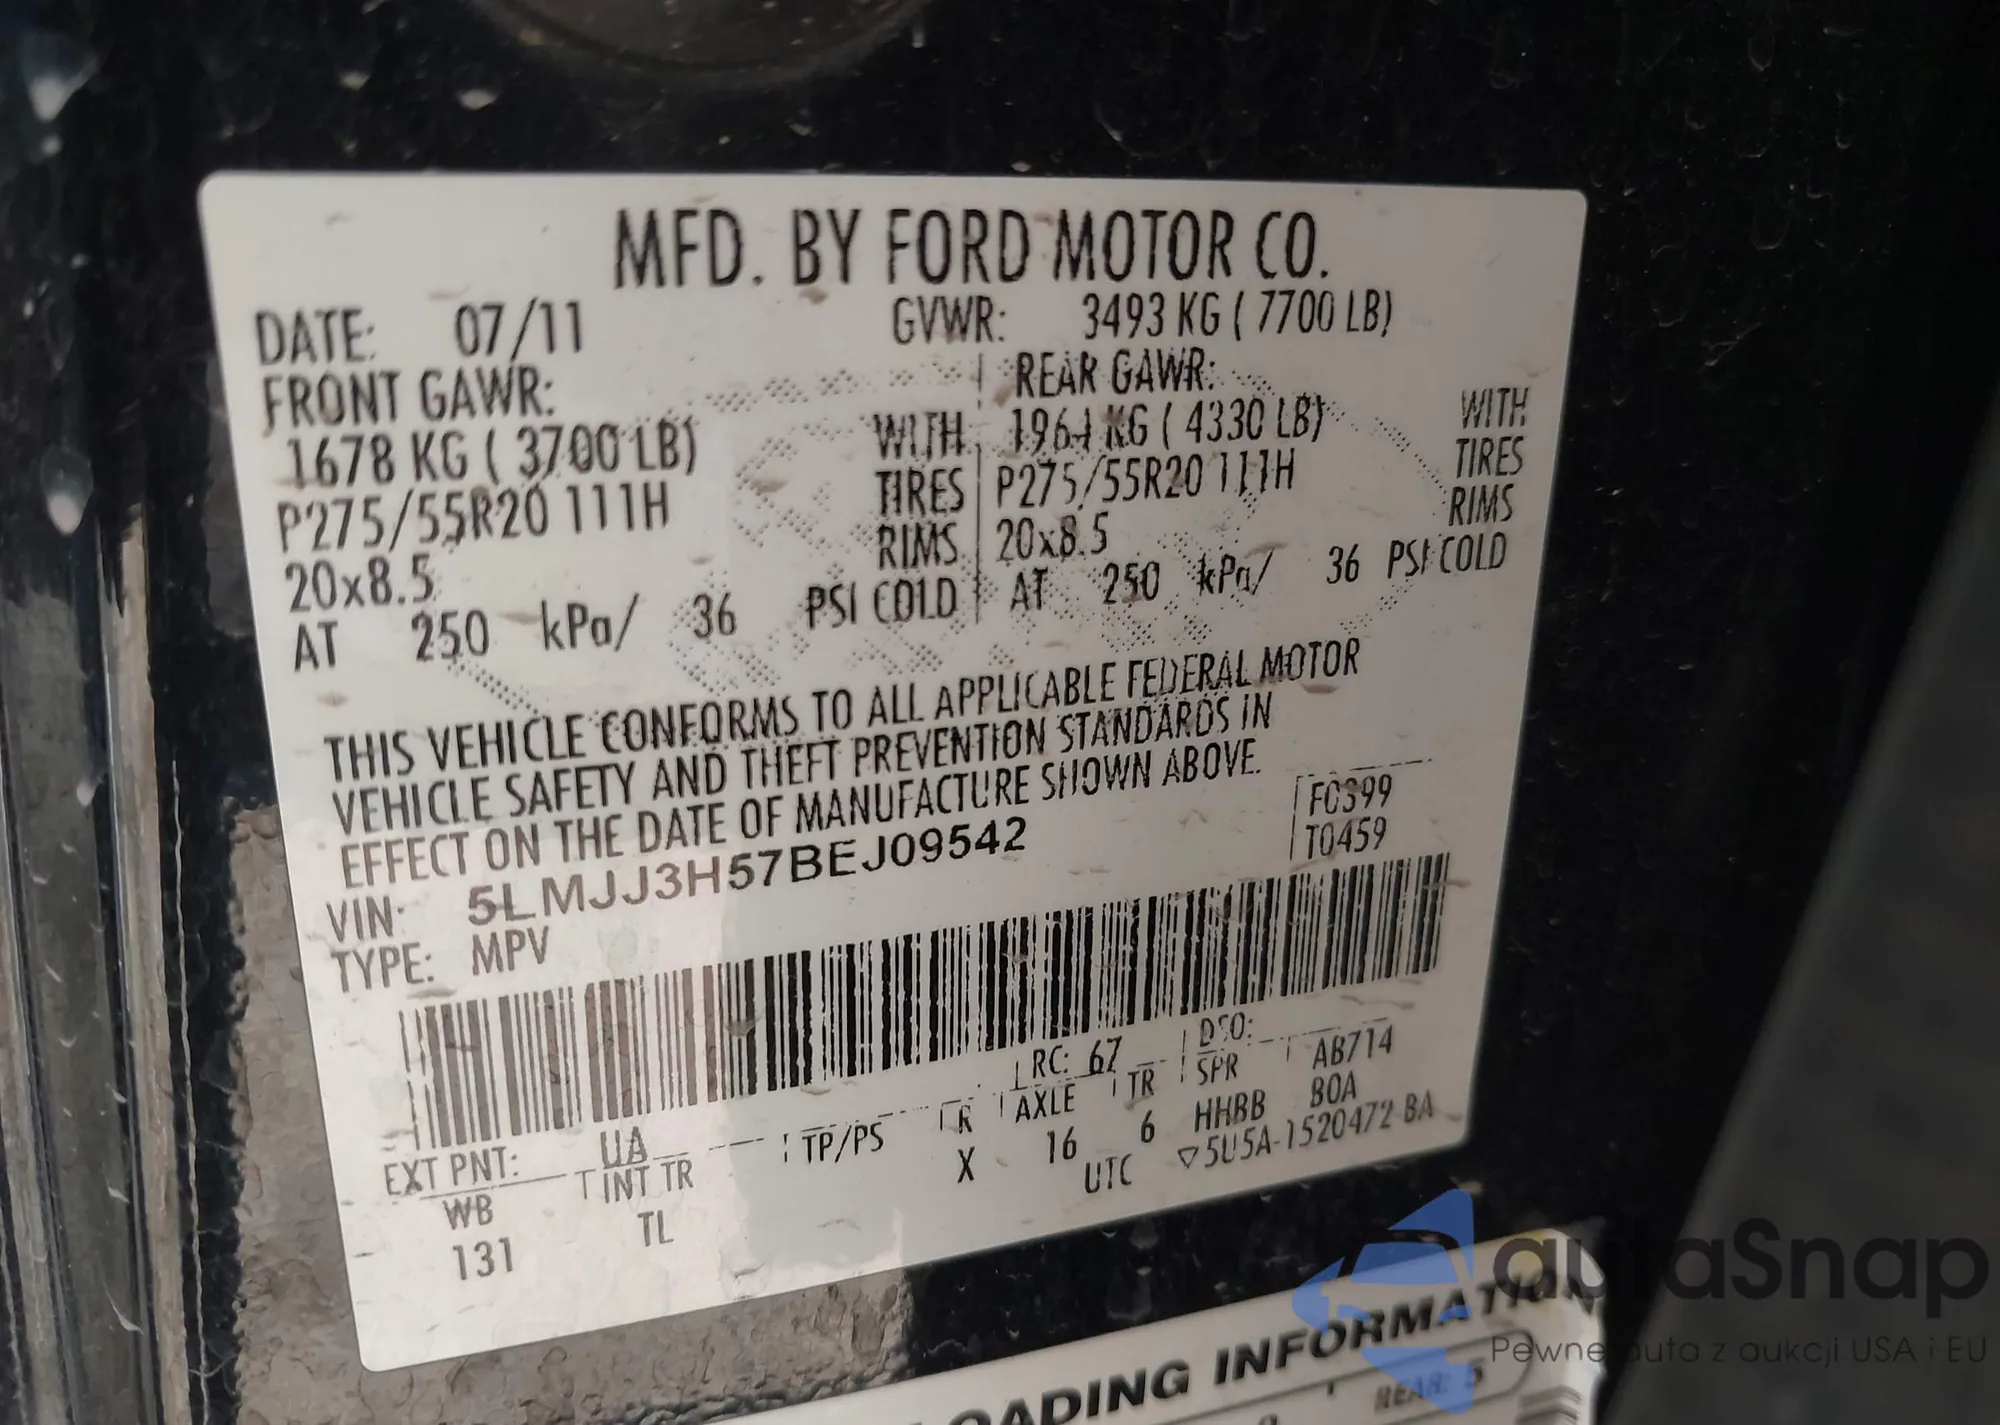 MFD. BY FORD MOTOR CO.
DATE: 07/11 GVWR: 3493 KG ( 7700 LB)
FRONT GAWR: REAR GAWR:
1678 KG ( 3700 LB) WITH 1964 KG ( 4330 LB) WITH
P275/55R20 111H TIRES P275/55R20 111H TIRES
20x8.5 RIMS 20x8.5 RIMS
AT 250 kPa/ 36 PSI COLD AT 250 kPa/ 36 PSI COLD
THIS VEHICLE CONFORMS TO ALL APPLICABLE FEDERAL MOTOR
VEHICLE SAFETY AND THEFT PREVENTION STANDARDS IN
EFFECT ON THE DATE OF MANUFACTURE SHOWN ABOVE.
F0399
T0459
VIN: 5LMJJ3H57BEJ09542
TYPE: MPV
EXT PNT: UA RC: 67 DSO: AB714
WB INT TR TP/PS R AXLE TR SPR BOA
131 TL X 16 6 HHBB
UTC ▽5U5A-1520472-BA
autoSnap
Pewne auta z aukcji USA i EU
LOADING INFORMATION
REAR: 5